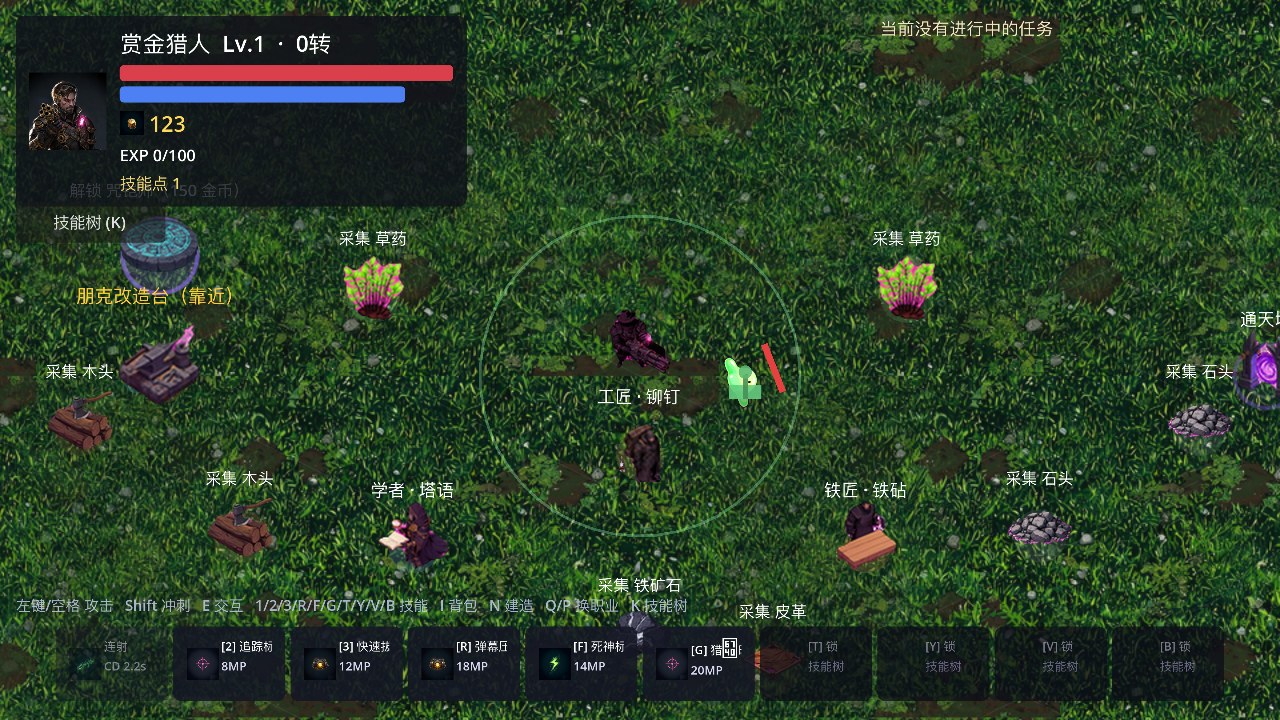 赏金猎人 Lv.1 · 0转
当前没有进行中的任务
123
EXP 0/100
技能点 1
技能树 (K)
采集 草药
采集 草药
朋克改造台（靠近）
采集 木头
采集 石头
工匠 · 铆钉
采集 木头
学者 · 塔语
铁匠 · 铁砧
采集 石头
采集 铁矿石
左键/空格 攻击 Shift 冲刺 E 交互 1/2/3/R/F/G/T/Y/V/B 技能 I 背包 N 建造 Q/P 换职业 K 技能树
采集 皮革
连射
CD 2.2s
[2] 追踪
8MP
[3] 快速
12MP
[R] 弹幕
18MP
[F] 死神
14MP
[G] 猎
20MP
[T] 锁
技能树
[Y] 锁
技能树
[V] 锁
技能树
[B] 锁
技能树